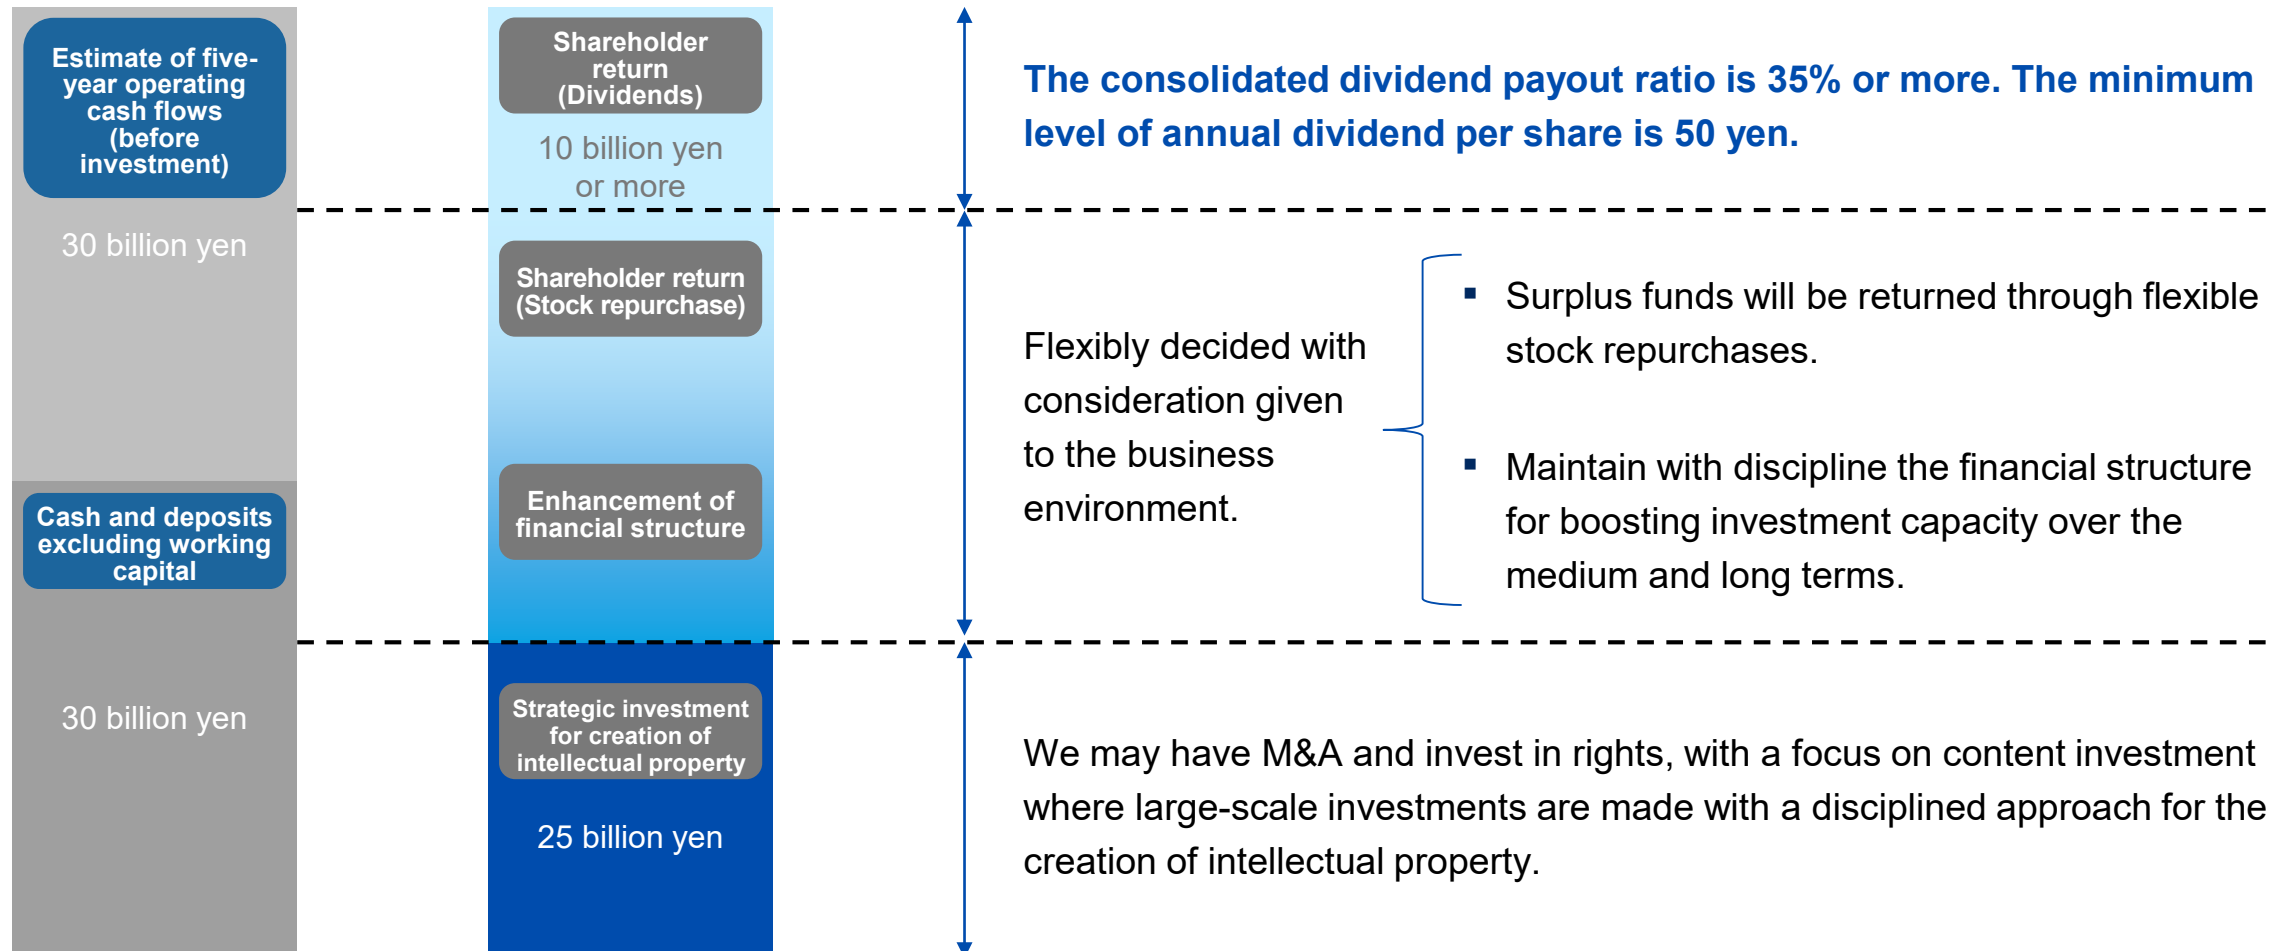 Estimate of five-
year operating
cash flows
(before
investment)
30 billion yen
Cash and deposits
excluding working
capital
30 billion yen
Shareholder
return
(Dividends)
10 billion yen
or more
Shareholder return
(Stock repurchase)
Enhancement of
financial structure
Strategic investment
for creation of
intellectual property
25 billion yen
The consolidated dividend payout ratio is 35% or more. The minimum
level of annual dividend per share is 50 yen.
Flexibly decided with
consideration given
to the business
environment.
▪ Surplus funds will be returned through flexible
stock repurchases.
▪ Maintain with discipline the financial structure
for boosting investment capacity over the
medium and long terms.
We may have M&A and invest in rights, with a focus on content investment
where large-scale investments are made with a disciplined approach for the
creation of intellectual property.